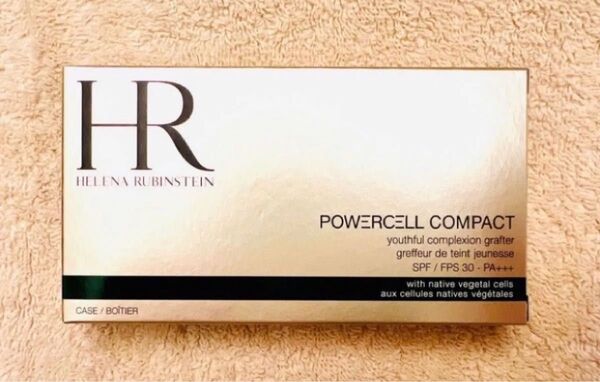 HR
HELENA RUBINSTEIN
POWERCELL COMPACT
youthful complexion grafter
greffeur de teint jeunesse
SPF / FPS 30 - PA+++
with native vegetal cells
aux cellules natives végétales
CASE / BOÎTIER